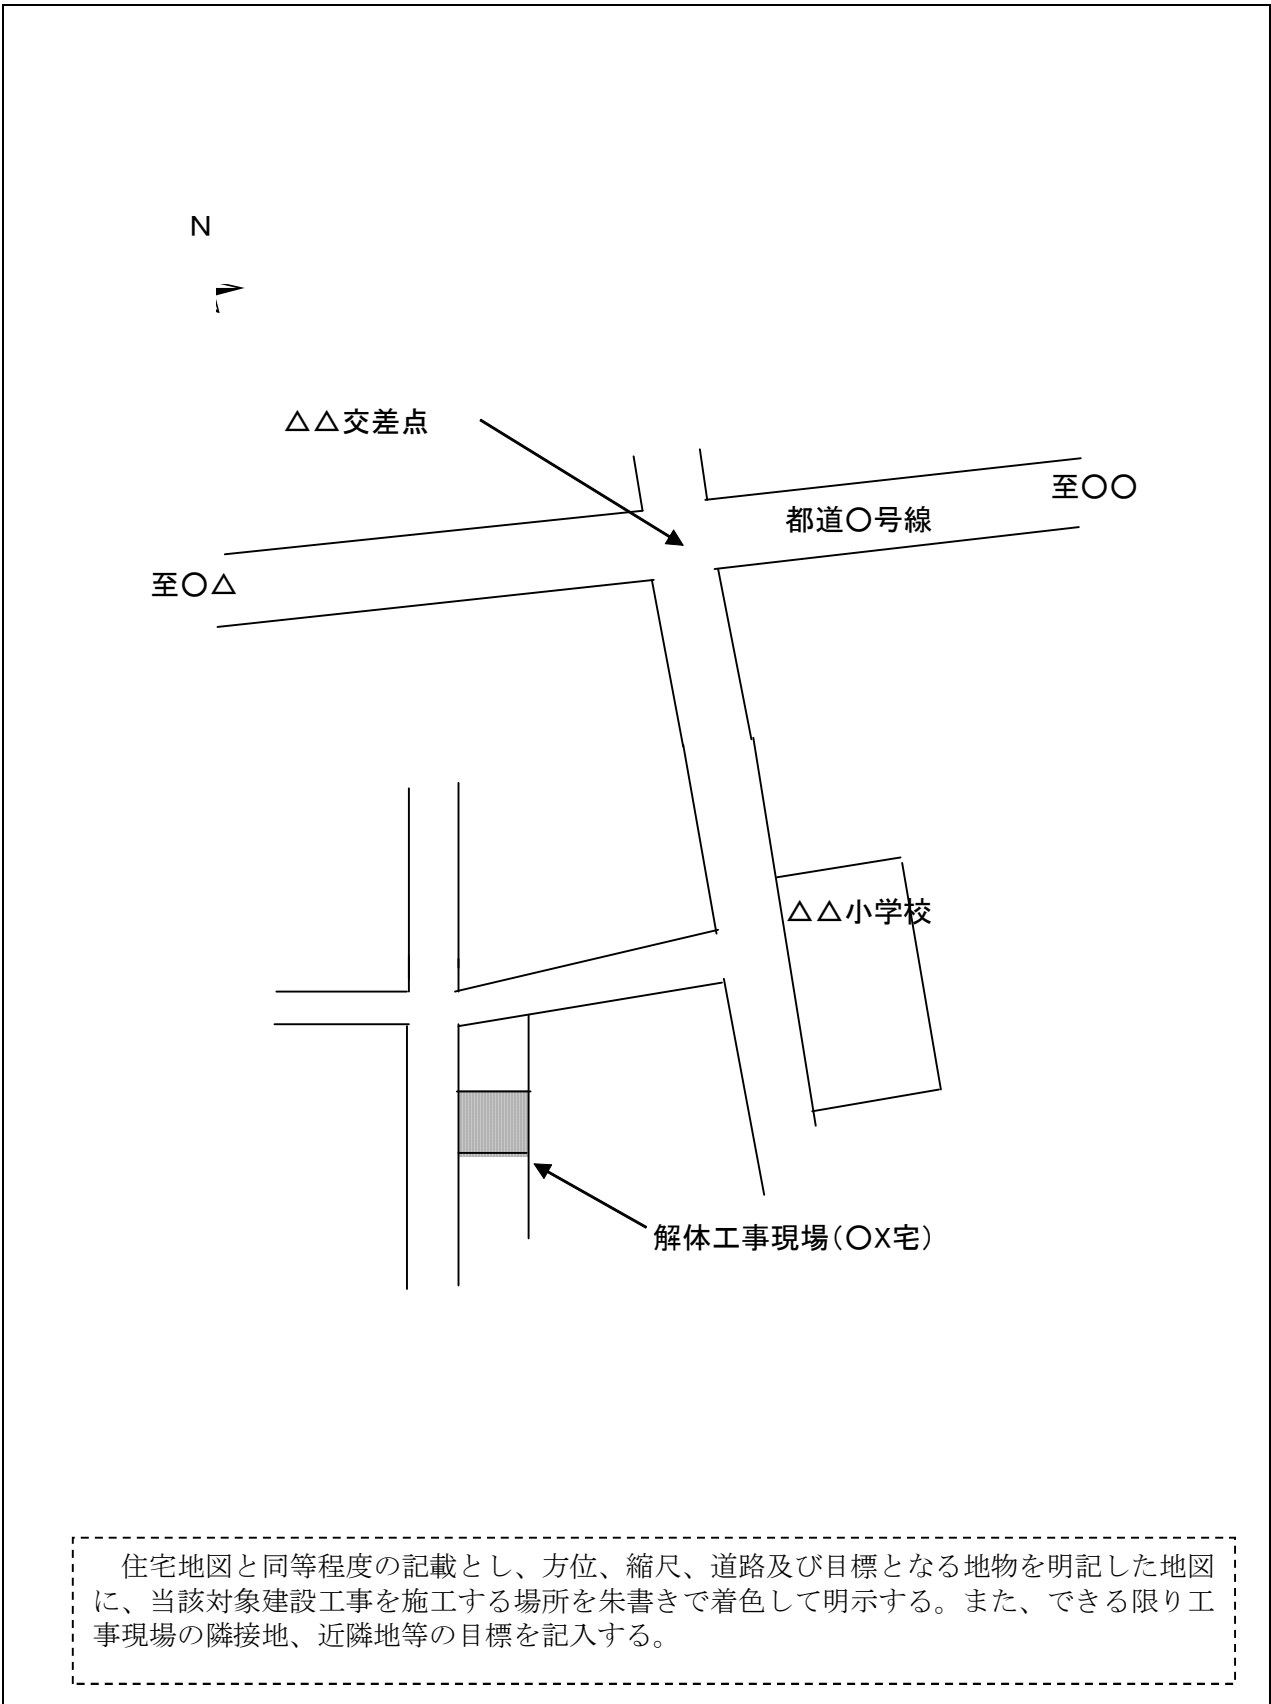 N
△△交差点
至〇〇
都道〇号線
至〇△
△△小学校
解体工事現場(〇X宅)
住宅地図と同等程度の記載とし、方位、縮尺、道路及び目標となる地物を明記した地図
に、当該対象建設工事を施工する場所を朱書きで着色して明示する。また、できる限り工
事現場の隣接地、近隣地等の目標を記入する。